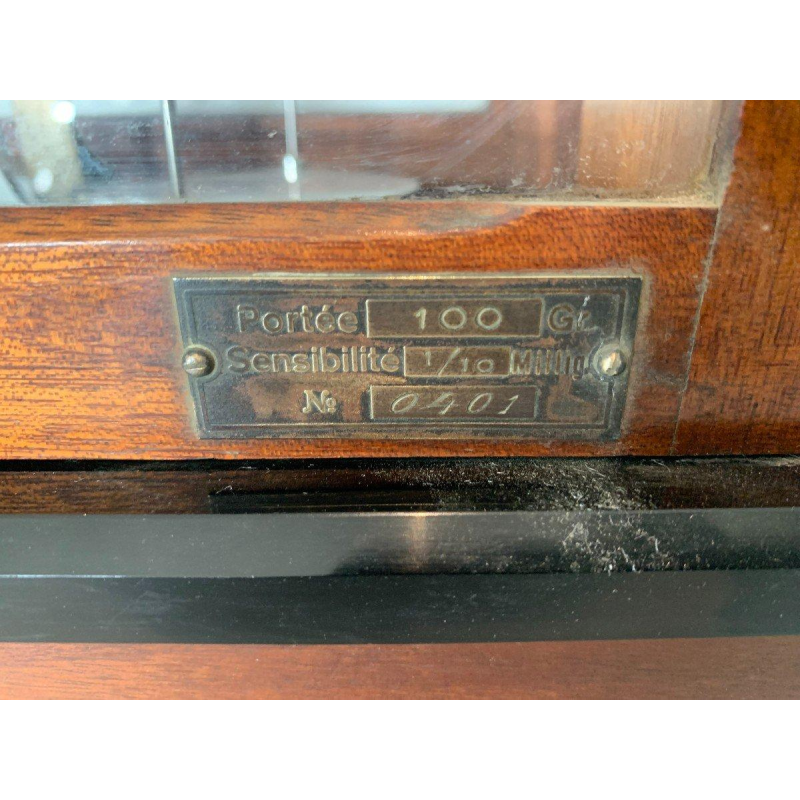 Portée 100 Gr.
Sensibilité 1/10 Millig.
№ 0401